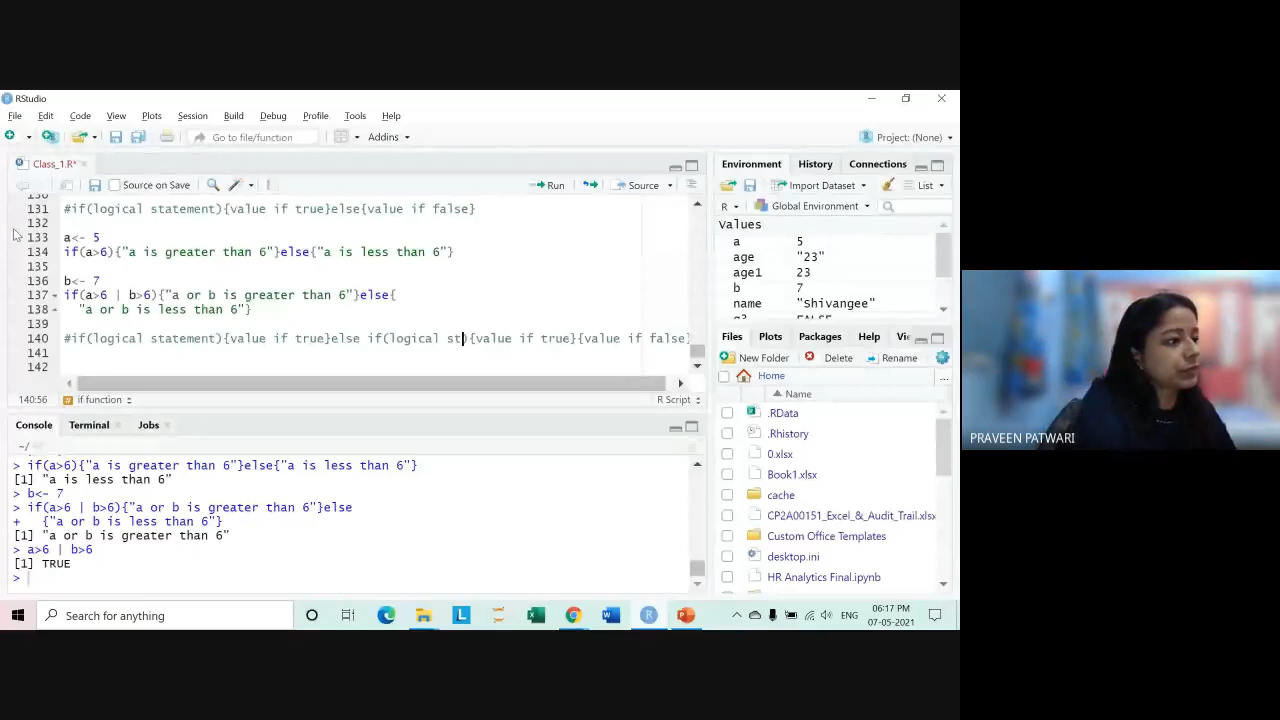 RStudio
File Edit Code View Plots Session Build Debug Profile Tools Help
Go to file/function Addins Project: (None)
Class_1.R*
Source on Save Run Source
130
131 #if(logical statement){value if true}else{value if false}
132
133 a<- 5
134 if(a>6){"a is greater than 6"}else{"a is less than 6"}
135
136 b<- 7
137 if(a>6 | b>6){"a or b is greater than 6"}else{
138 "a or b is less than 6"}
139
140 #if(logical statement){value if true}else if(logical st){value if true}{value if false}
141
142
140:56 # if function R Script
Console Terminal Jobs
~/
> if(a>6){"a is greater than 6"}else{"a is less than 6"}
[1] "a is less than 6"
> b<- 7
> if(a>6 | b>6){"a or b is greater than 6"}else
+ {"a or b is less than 6"}
[1] "a or b is greater than 6"
> a>6 | b>6
[1] TRUE
>
Environment History Connections
Import Dataset List
R Global Environment
Values
a 5
age "23"
age1 23
b 7
name "Shivangee"
FALSE
Files Plots Packages Help Vi
New Folder Delete Rename
Home ...
Name
.RData
.Rhistory
0.xlsx
Book1.xlsx
cache
CP2A00151_Excel_&_Audit_Trail.xlsx
Custom Office Templates
desktop.ini
HR Analytics Final.ipynb
PRAVEEN PATWARI
Search for anything
ENG
06:17 PM
07-05-2021